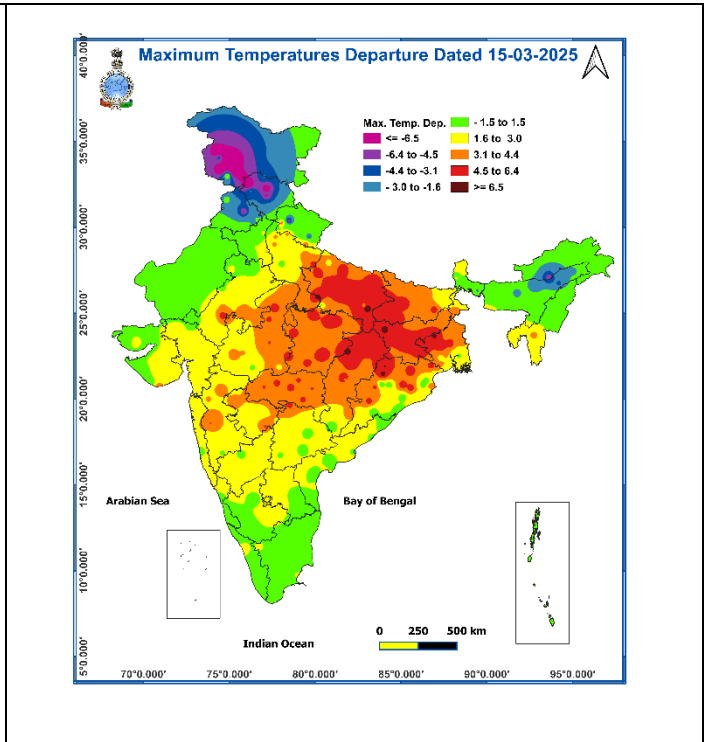 Maximum Temperatures Departure Dated 15-03-2025
Max. Temp. Dep.
<= -6.5
-6.4 to -4.5
-4.4 to -3.1
- 3.0 to -1.6
- 1.5 to 1.5
1.6 to 3.0
3.1 to 4.4
4.5 to 6.4
>= 6.5
40°0.000'
35°0.000'
30°0.000'
25°0.000'
20°0.000'
15°0.000'
10°0.000'
5°0.000'
Arabian Sea
Bay of Bengal
Indian Ocean
0 250 500 km
70°0.000' 75°0.000' 80°0.000' 85°0.000' 90°0.000' 95°0.000'